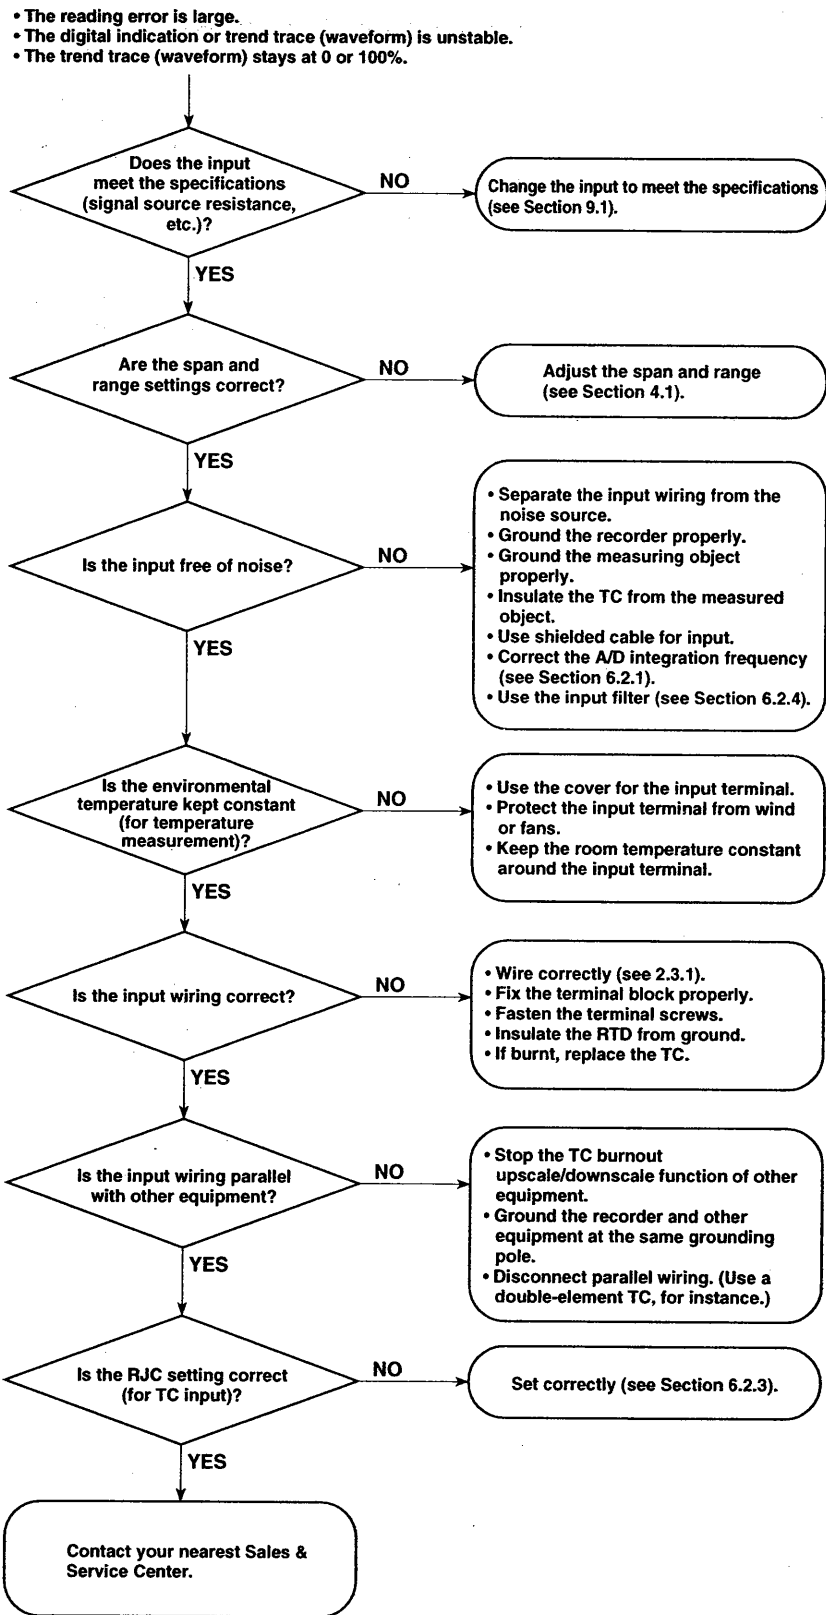 • The reading error is large.
• The digital indication or trend trace (waveform) is unstable.
• The trend trace (waveform) stays at 0 or 100%.
Does the input
meet the specifications
(signal source resistance,
etc.)?
NO
Change the input to meet the specifications
(see Section 9.1).
YES
Are the span and
range settings correct?
NO
Adjust the span and range
(see Section 4.1).
YES
Is the input free of noise?
NO
• Separate the input wiring from the
noise source.
• Ground the recorder properly.
• Ground the measuring object
properly.
• Insulate the TC from the measured
object.
• Use shielded cable for input.
• Correct the A/D integration frequency
(see Section 6.2.1).
• Use the input filter (see Section 6.2.4).
YES
Is the environmental
temperature kept constant
(for temperature
measurement)?
NO
• Use the cover for the input terminal.
• Protect the input terminal from wind
or fans.
• Keep the room temperature constant
around the input terminal.
YES
Is the input wiring correct?
NO
• Wire correctly (see 2.3.1).
• Fix the terminal block properly.
• Fasten the terminal screws.
• Insulate the RTD from ground.
• If burnt, replace the TC.
YES
Is the input wiring parallel
with other equipment?
NO
• Stop the TC burnout
upscale/downscale function of other
equipment.
• Ground the recorder and other
equipment at the same grounding
pole.
• Disconnect parallel wiring. (Use a
double-element TC, for instance.)
YES
Is the RJC setting correct
(for TC input)?
NO
Set correctly (see Section 6.2.3).
YES
Contact your nearest Sales &
Service Center.